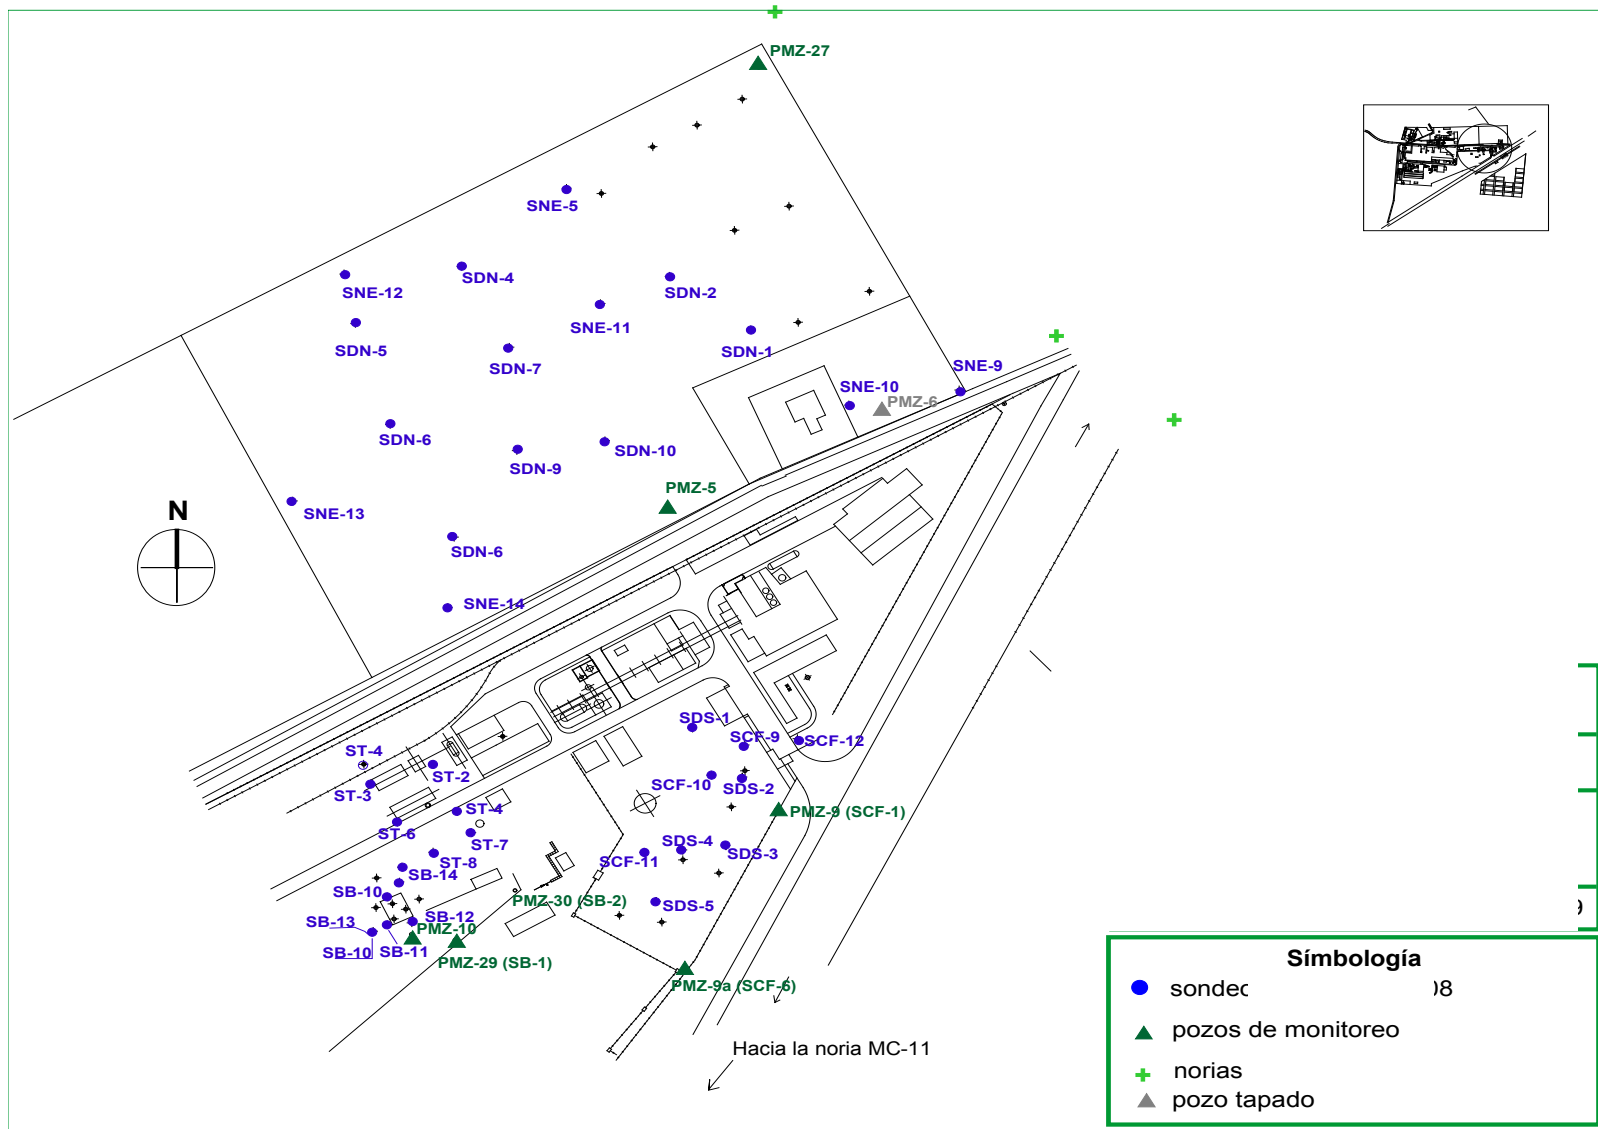 PMZ-27
SNE-5
SDN-4
SNE-12
SDN-2
SNE-11
SDN-5
SDN-1
SDN-7
SNE-9
SNE-10
PMZ-6
SDN-6
SDN-10
SDN-9
PMZ-5
SNE-13
N
SDN-6
SNE-14
SDS-1
SCF-9
SCF-12
ST-4
ST-2
SCF-10
SDS-2
ST-3
ST-4
PMZ-9 (SCF-1)
ST-6
ST-7
SDS-4
SDS-3
ST-8
SCF-11
SB-14
SB-10
PMZ-30 (SB-2)
SDS-5
SB-13
SB-12
PMZ-10
SB-10
SB-11
PMZ-29 (SB-1)
PMZ-9a (SCF-6)
Hacia la noria MC-11
Símbología
pozos de monitoreo
norias
pozo tapado